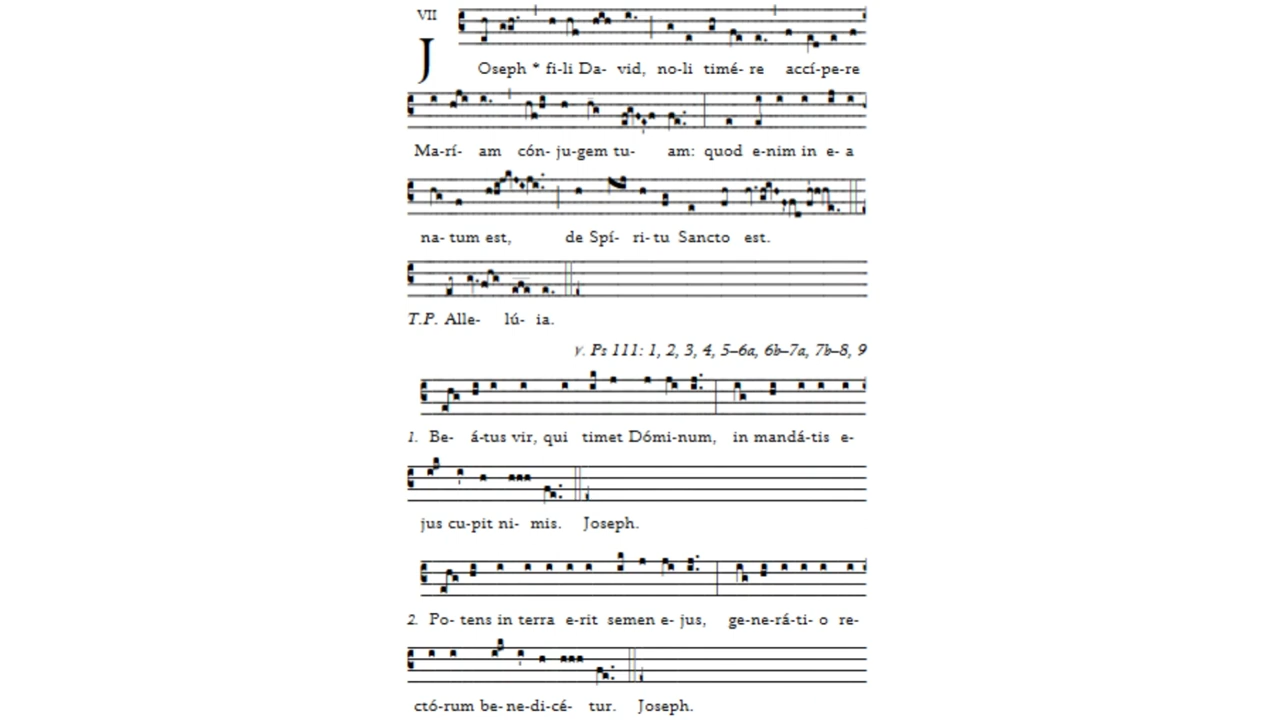 VII
JOseph * fi-li Da- vid, no-li timé- re accí-pe-re
Ma-rí- am cón- ju-gem tu- am: quod e-nim in e- a
na- tum est, de Spí- ri- tu Sancto est.
T.P. Alle- lú- ia.
℣. Ps 111: 1, 2, 3, 4, 5–6a, 6b–7a, 7b–8, 9
1. Be- á-tus vir, qui timet Dómi-num, in mandá-tis e-
jus cu-pit ni- mis. Joseph.
2. Po- tens in terra e-rit semen e- jus, ge-ne-rá-ti- o re-
ctó-rum be- ne-di-cé- tur. Joseph.